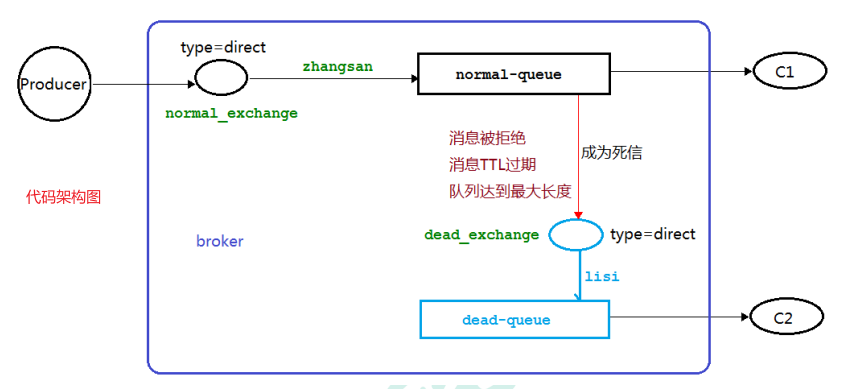 type=direct
zhangsan
Producer
normal-queue
C1
normal_exchange
消息被拒绝
消息TTL过期
队列达到最大长度
成为死信
代码架构图
broker
dead_exchange
type=direct
lisi
dead-queue
C2